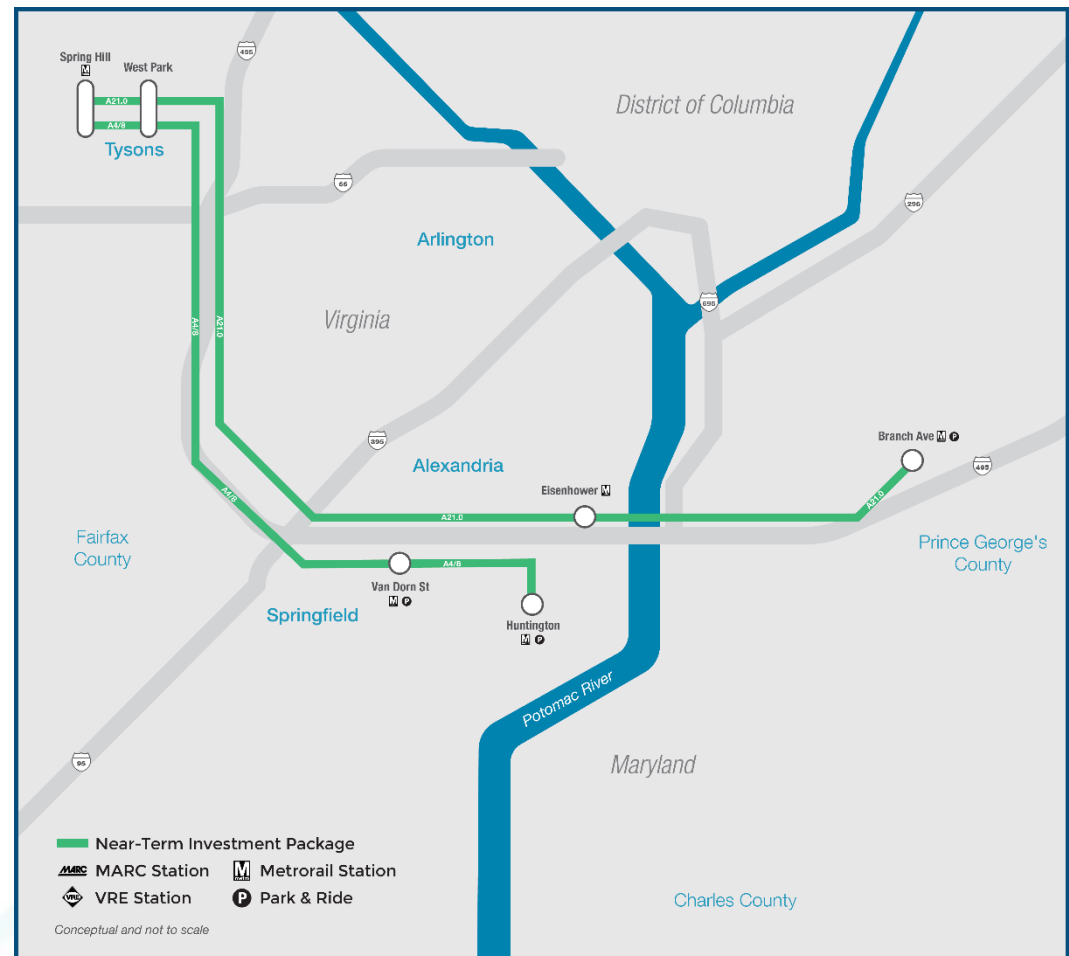 Spring Hill
West Park
495
A21.0
A4/8
Tysons
District of Columbia
66
296
Arlington
695
Virginia
A4/8
A21.0
395
Branch Ave
P
495
Alexandria
A4/8
Eisenhower
A21.0
A21.0
Fairfax
County
Prince George's
County
A4/8
Van Dorn St
P
Springfield
Huntington
P
Potomac River
Maryland
95
Near-Term Investment Package
MARC MARC Station
M Metrorail Station
VRE VRE Station
P Park & Ride
Charles County
Conceptual and not to scale